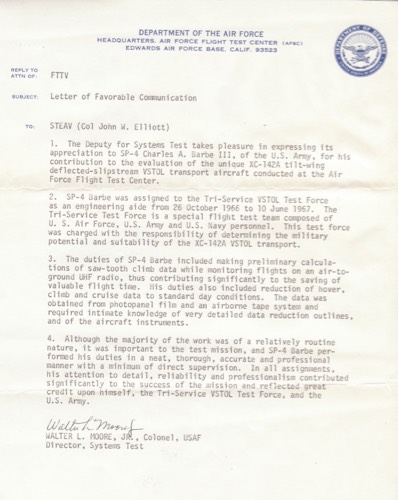 DEPARTMENT OF THE AIR FORCE
HEADQUARTERS, AIR FORCE FLIGHT TEST CENTER (AFSC)
EDWARDS AIR FORCE BASE, CALIF. 93523
REPLY TO
ATTN OF: FTTV
SUBJECT: Letter of Favorable Communication
TO: STEAV (Col John W. Elliott)
1. The Deputy for Systems Test takes pleasure in expressing its
appreciation to SP-4 Charles A. Barbe III, of the U.S. Army, for his
contribution to the evaluation of the unique XC-142A tilt-wing
deflected-slipstream VSTOL transport aircraft conducted at the Air
Force Flight Test Center.
2. SP-4 Barbe was assigned to the Tri-Service VSTOL Test Force
as an engineering aide from 26 October 1966 to 10 June 1967. The
Tri-Service Test Force is a special flight test team composed of
U. S. Air Force, U.S. Army and U.S. Navy personnel. This test force
was charged with the responsibility of determining the military
potential and suitability of the XC-142A VSTOL transport.
3. The duties of SP-4 Barbe included making preliminary calcula-
tions of saw-tooth climb data while monitoring flights on an air-to-
ground UHF radio, thus contributing significantly to the saving of
valuable flight time. His duties also included reduction of hover,
climb and cruise data to standard day conditions. The data was
obtained from photopanel film and an airborne tape system and
required intimate knowledge of very detailed data reduction outlines,
and of the aircraft instruments.
4. Although the majority of the work was of a relatively routine
nature, it was important to the test mission, and SP-4 Barbe per-
formed his duties in a neat, thorough, accurate and professional
manner with a minimum of direct supervision. In all assignments,
his attention to detail, reliability and professionalism contributed
significantly to the success of the mission and reflected great
credit upon himself, the Tri-Service VSTOL Test Force, and the
U.S. Army.
Walter L. Moore Jr
WALTER L. MOORE, JR., Colonel, USAF
Director, Systems Test